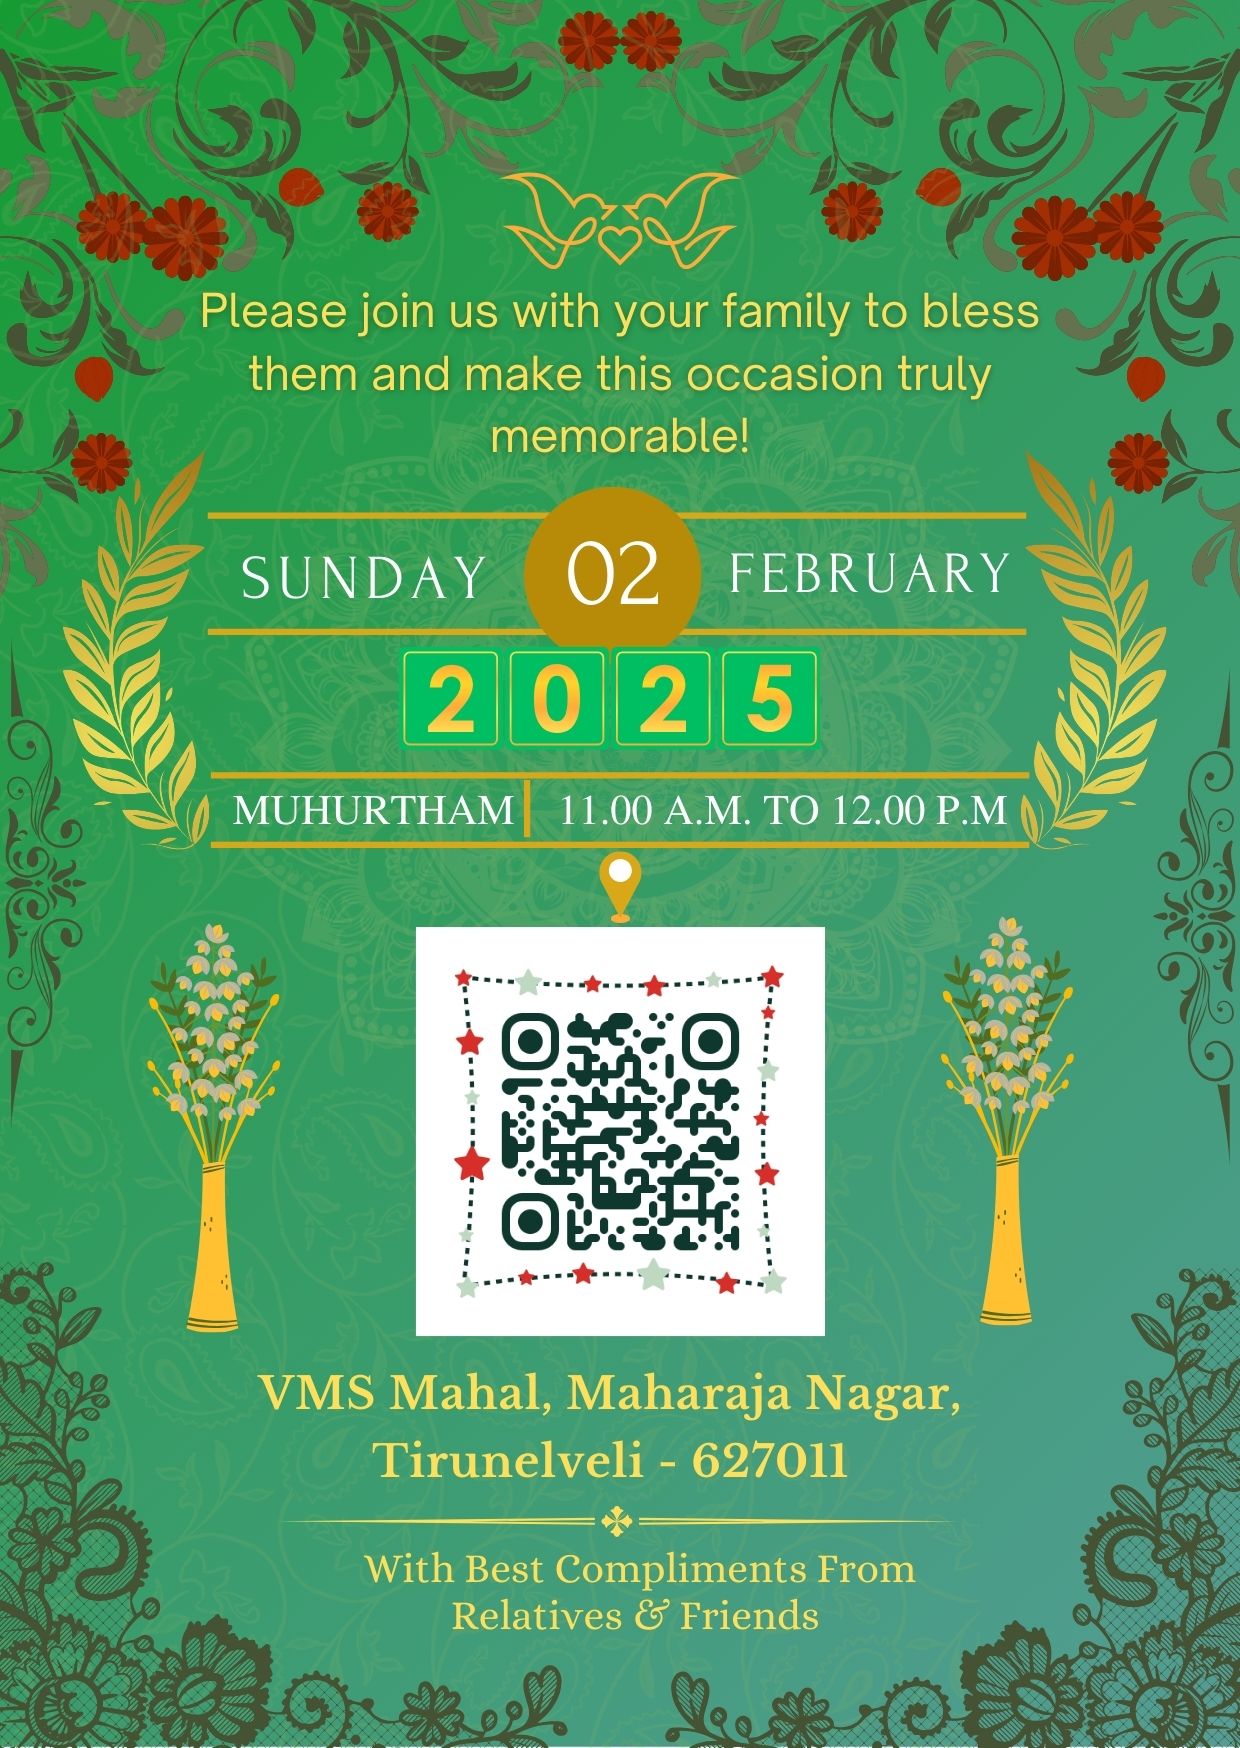 Please join us with your family to bless
them and make this occasion truly
memorable!
SUNDAY 02 FEBRUARY
2025
MUHURTHAM 11.00 A.M. TO 12.00 P.M
VMS Mahal, Maharaja Nagar,
Tirunelveli - 627011
With Best Compliments From
Relatives & Friends